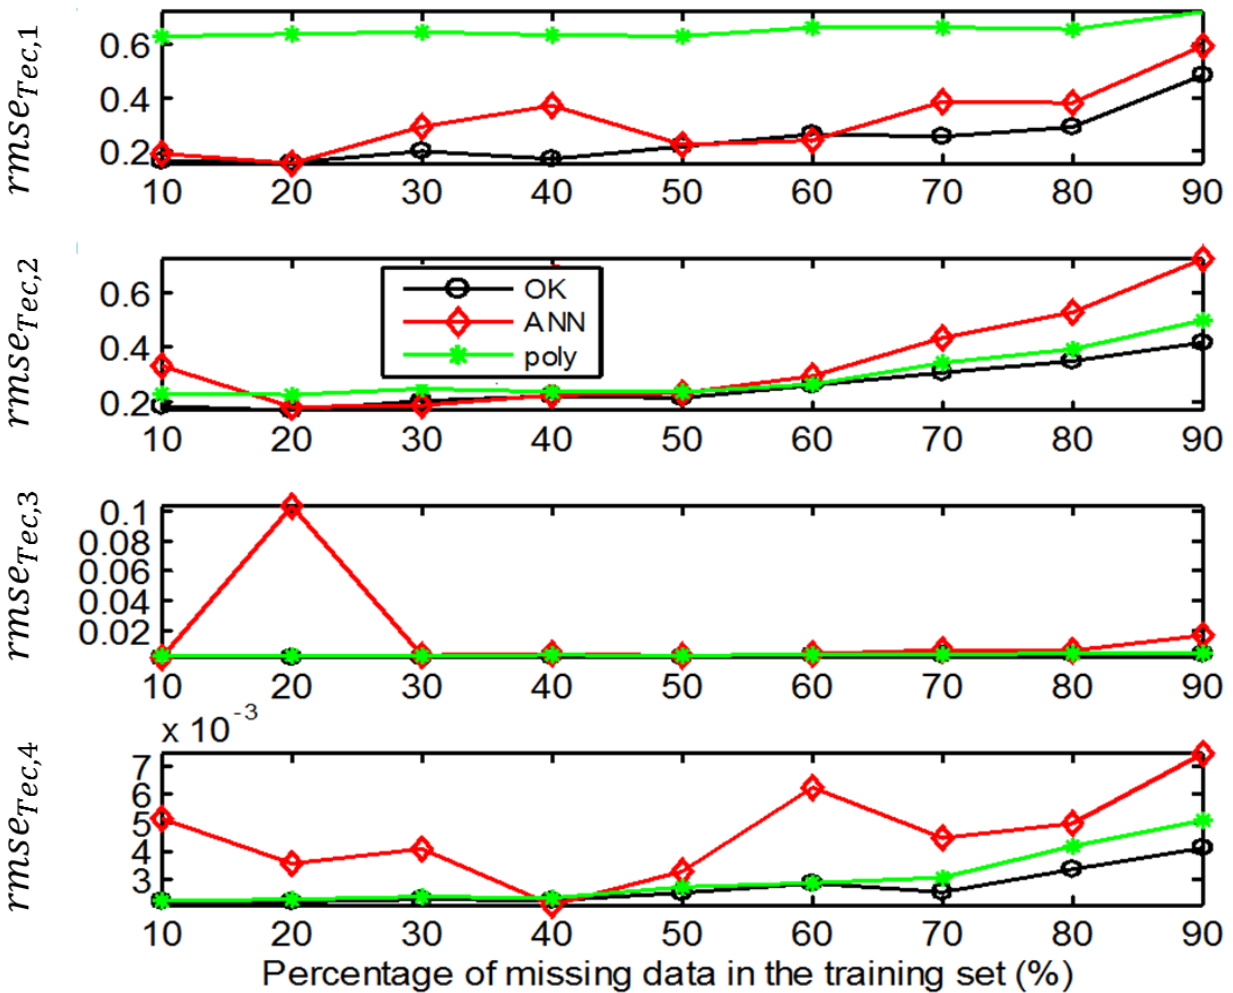 rmse_Tec,1
0.6
0.4
0.2
10 20 30 40 50 60 70 80 90
rmse_Tec,2
0.6
0.4
0.2
OK
ANN
poly
10 20 30 40 50 60 70 80 90
rmse_Tec,3
0.1
0.08
0.06
0.04
0.02
10 20 30 40 50 60 70 80 90
x 10^-3
rmse_Tec,4
7
6
5
4
3
10 20 30 40 50 60 70 80 90
Percentage of missing data in the training set (%)